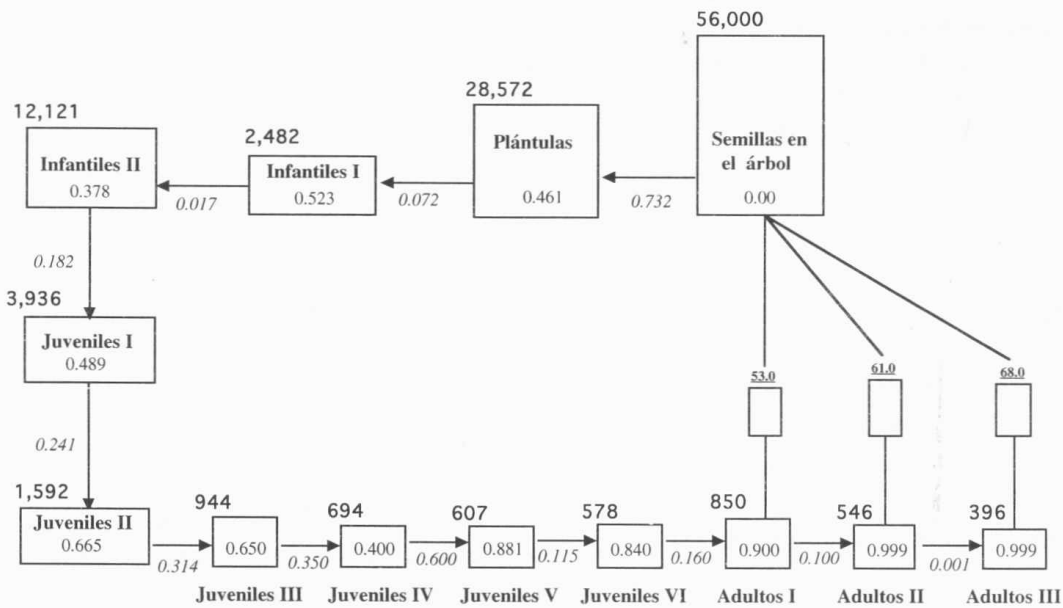 56,000
Semillas en
el árbol
0.00
0.732
28,572
Plántulas
0.461
0.072
2,482
Infantiles I
0.523
0.017
12,121
Infantiles II
0.378
0.182
3,936
Juveniles I
0.489
0.241
1,592
Juveniles II
0.665
0.314
944
0.650
Juveniles III
0.350
694
0.400
Juveniles IV
0.600
607
0.881
Juveniles V
0.115
578
0.840
Juveniles VI
0.160
53.0
850
0.900
Adultos I
0.100
61.0
546
0.999
Adultos II
0.001
68.0
396
0.999
Adultos III